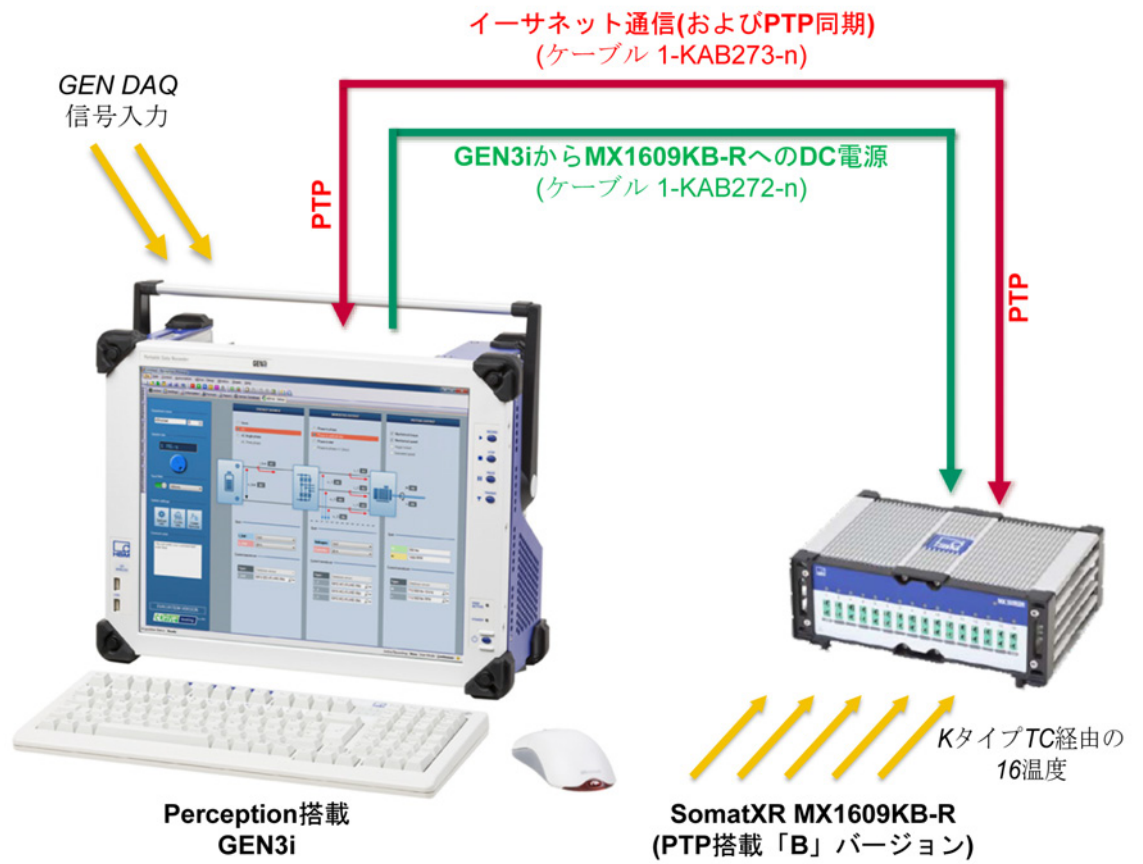 イーサネット通信(およびPTP同期)
(ケーブル 1-KAB273-n)
GEN DAQ
信号入力
GEN3iからMX1609KB-RへのDC電源
(ケーブル 1-KAB272-n)
PTP
PTP
GEN3i
KタイプTC経由の
16温度
Perception搭載
GEN3i
SomatXR MX1609KB-R
(PTP搭載「B」バージョン)